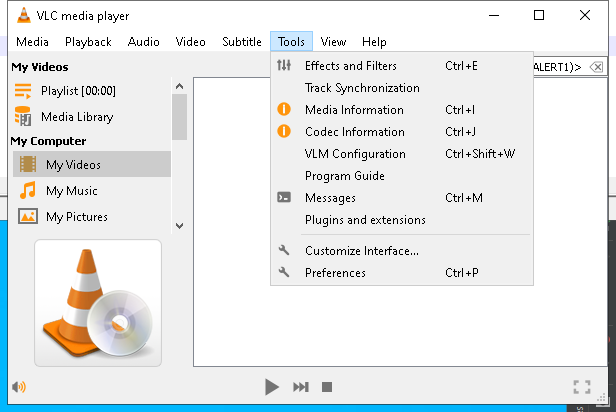 VLC media player
Media Playback Audio Video Subtitle Tools View Help
My Videos
Playlist [00:00]
Media Library
My Computer
My Videos
My Music
My Pictures
Effects and Filters Ctrl+E
Track Synchronization
Media Information Ctrl+I
Codec Information Ctrl+J
VLM Configuration Ctrl+Shift+W
Program Guide
Messages Ctrl+M
Plugins and extensions
Customize Interface...
Preferences Ctrl+P
ALERT1)>